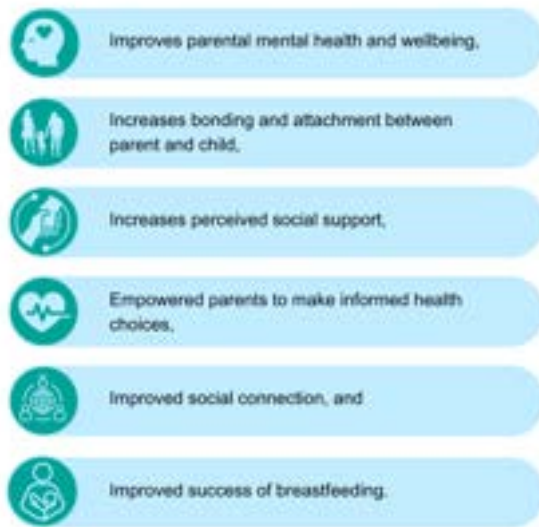 Improves parental mental health and wellbeing,
Increases bonding and attachment between
parent and child,
Increases perceived social support,
Empowered parents to make informed health
choices,
Improved social connection, and
Improved success of breastfeeding.